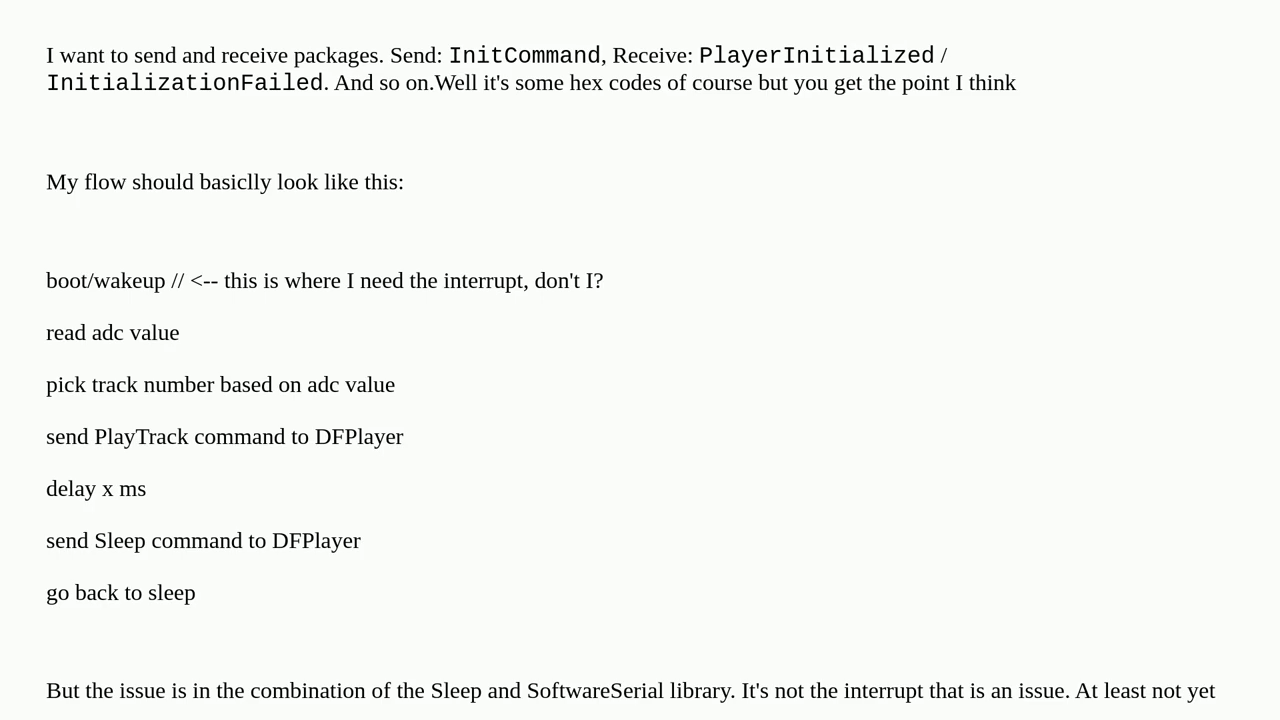 I want to send and receive packages. Send: InitCommand, Receive: PlayerInitialized /
InitializationFailed. And so on.Well it's some hex codes of course but you get the point I think
My flow should basiclly look like this:
boot/wakeup // <-- this is where I need the interrupt, don't I?
read adc value
pick track number based on adc value
send PlayTrack command to DFPlayer
delay x ms
send Sleep command to DFPlayer
go back to sleep
But the issue is in the combination of the Sleep and SoftwareSerial library. It's not the interrupt that is an issue. At least not yet